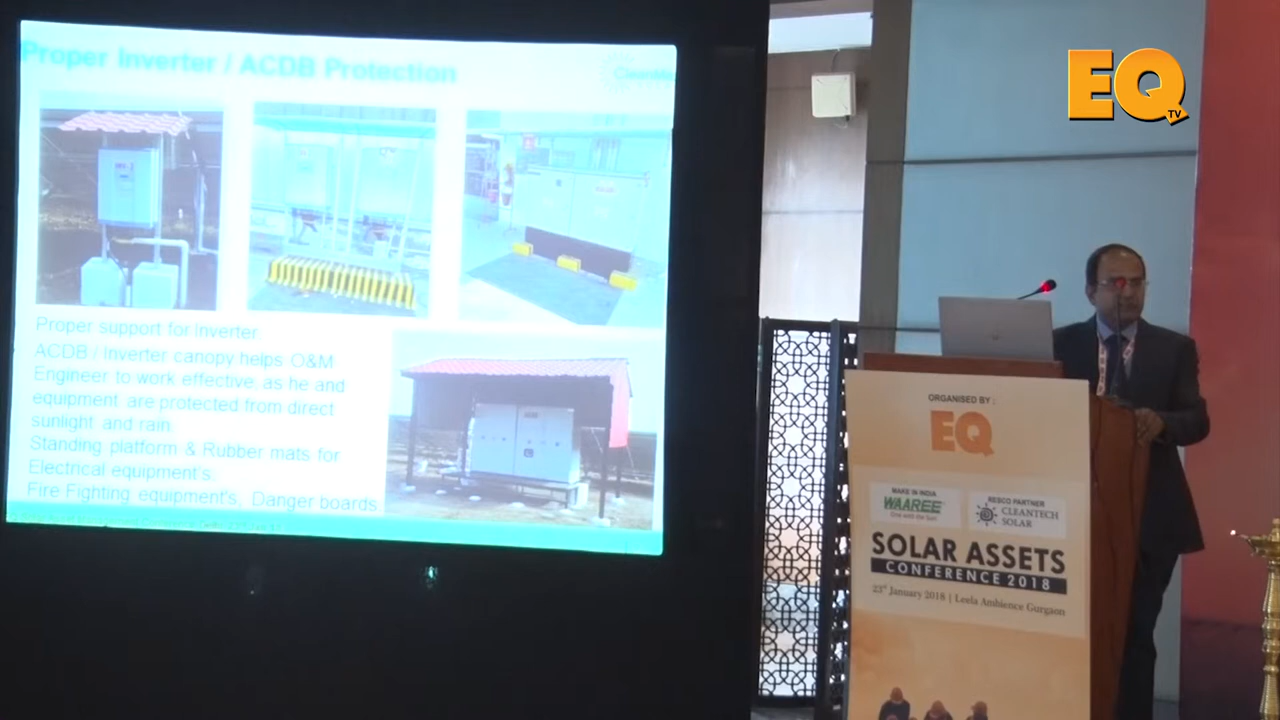 Proper Inverter / ACDB Protection
Proper support for Inverter
ACDB / Inverter canopy helps O&M
Engineer to work effective, as he and
equipment are protected from direct
sunlight and rain.
Standing platform & Rubber mats for
Electrical equipment's.
Fire Fighting equipment's, Danger boards
EQ
TV
ORGANISED BY :
EQ
MAKE IN INDIA
WAAREE
One with the Sun
RESCO PARTNER
CLEANTECH
SOLAR
SOLAR ASSETS
CONFERENCE 2018
23rd January 2018 | Leela Ambience Gurgaon